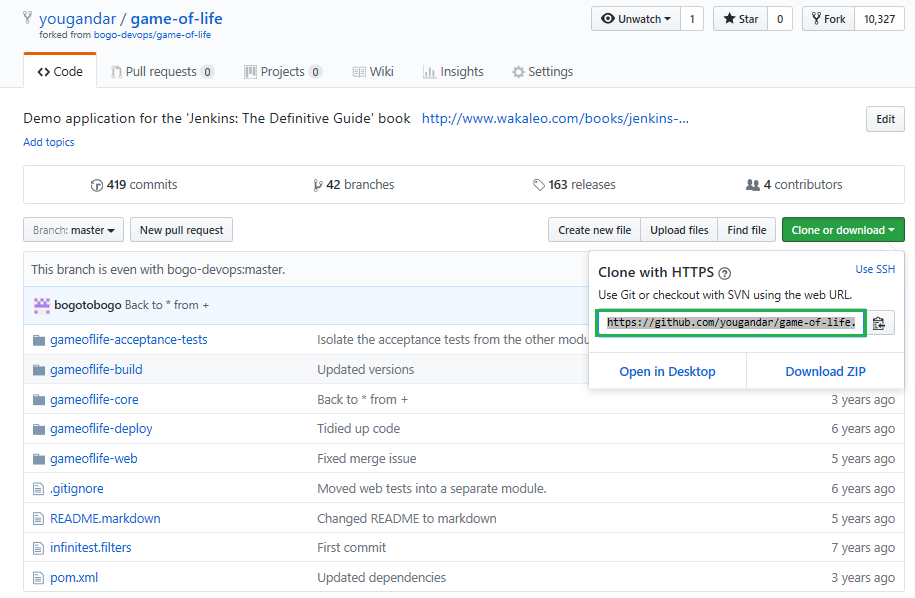 yougandar / game-of-life
Unwatch 1 Star 0 Fork 10,327
forked from bogo-devops/game-of-life
Code Pull requests 0 Projects 0 Wiki Insights Settings
Demo application for the 'Jenkins: The Definitive Guide' book http://www.wakaleo.com/books/jenkins-...
Edit
Add topics
419 commits 42 branches 163 releases 4 contributors
Branch: master New pull request Create new file Upload files Find file Clone or download
This branch is even with bogo-devops:master.
Clone with HTTPS ? Use SSH
Use Git or checkout with SVN using the web URL.
https://github.com/yougandar/game-of-life.
Open in Desktop Download ZIP
bogotobogo Back to * from +
gameoflife-acceptance-tests Isolate the acceptance tests from the other modu
gameoflife-build Updated versions
gameoflife-core Back to * from + 3 years ago
gameoflife-deploy Tidied up code 6 years ago
gameoflife-web Fixed merge issue 5 years ago
.gitignore Moved web tests into a separate module. 6 years ago
README.markdown Changed README to markdown 5 years ago
infinitest.filters First commit 7 years ago
pom.xml Updated dependencies 3 years ago